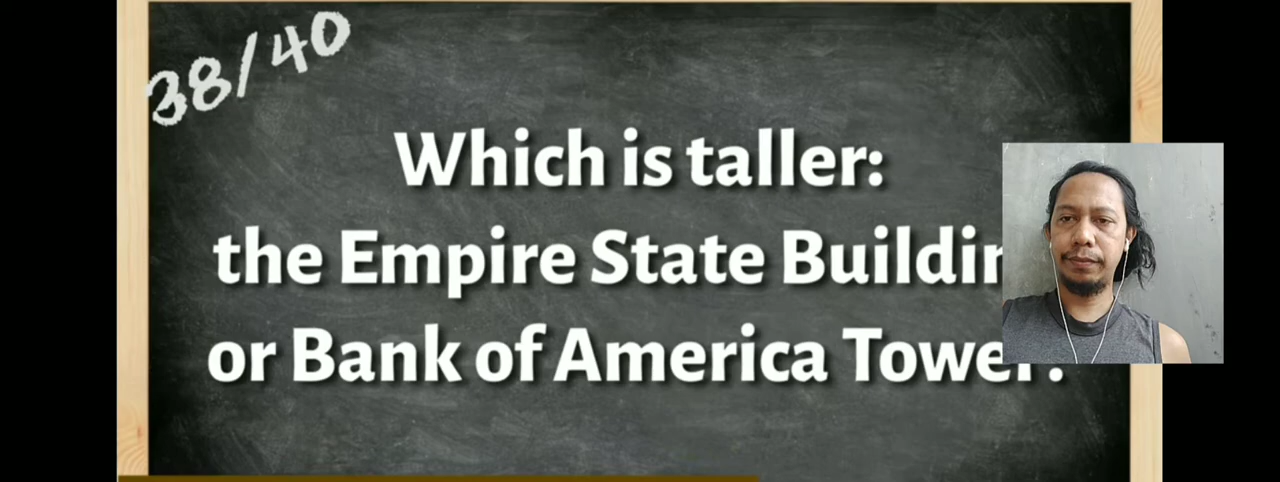 38/40
Which is taller:
the Empire State
or Bank of America